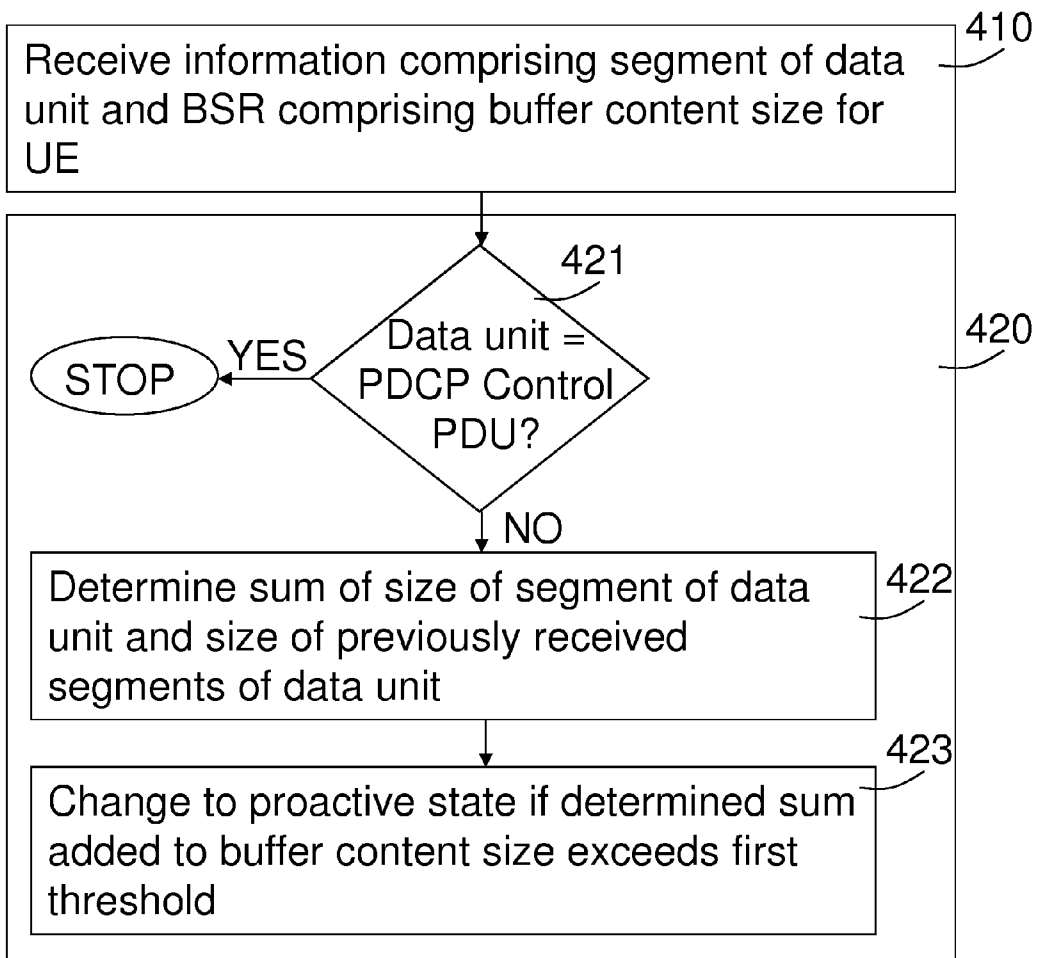 410
Receive information comprising segment of data
unit and BSR comprising buffer content size for
UE
421
Data unit =
PDCP Control
PDU?
YES
STOP
420
NO
422
Determine sum of size of segment of data
unit and size of previously received
segments of data unit
423
Change to proactive state if determined sum
added to buffer content size exceeds first
threshold